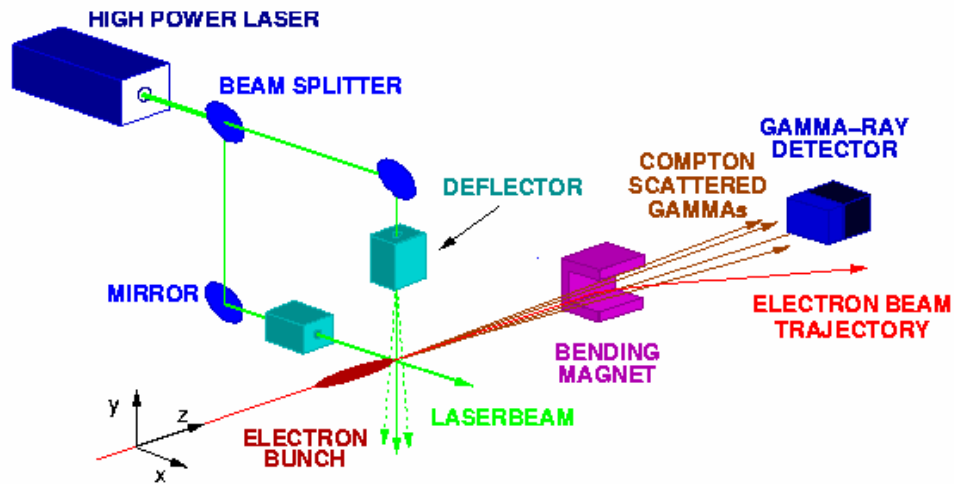 HIGH POWER LASER
BEAM SPLITTER
GAMMA–RAY
DETECTOR
COMPTON
SCATTERED
GAMMAs
DEFLECTOR
MIRROR
ELECTRON BEAM
TRAJECTORY
BENDING
MAGNET
LASERBEAM
ELECTRON
BUNCH
y
z
x